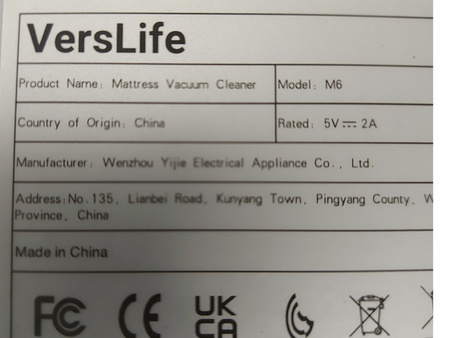 VersLife
Product Name: Mattress Vacuum Cleaner
Model: M6
Country of Origin: China
Rated: 5V⎓2A
Manufacturer: Wenzhou Yijie Electrical Appliance Co., Ltd.
Address:No.135, Lianbei Road, Kunyang Town, Pingyang County, W
Province, China
Made in China
FC CE UK
CA